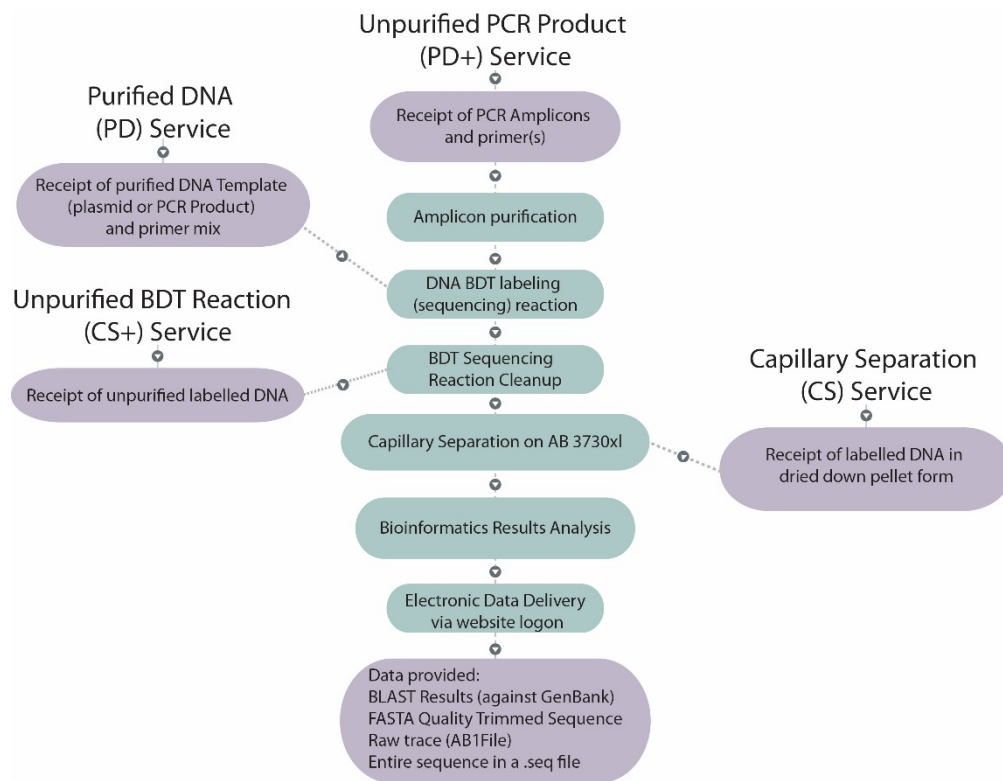 Unpurified PCR Product
(PD+) Service
Receipt of PCR Amplicons
and primer(s)
Purified DNA
(PD) Service
Receipt of purified DNA Template
(plasmid or PCR Product)
and primer mix
Amplicon purification
DNA BDT labeling
(sequencing) reaction
Unpurified BDT Reaction
(CS+) Service
Receipt of unpurified labelled DNA
BDT Sequencing
Reaction Cleanup
Capillary Separation
(CS) Service
Receipt of labelled DNA in
dried down pellet form
Capillary Separation on AB 3730xl
Bioinformatics Results Analysis
Electronic Data Delivery
via website logon
Data provided:
BLAST Results (against GenBank)
FASTA Quality Trimmed Sequence
Raw trace (AB1File)
Entire sequence in a .seq file